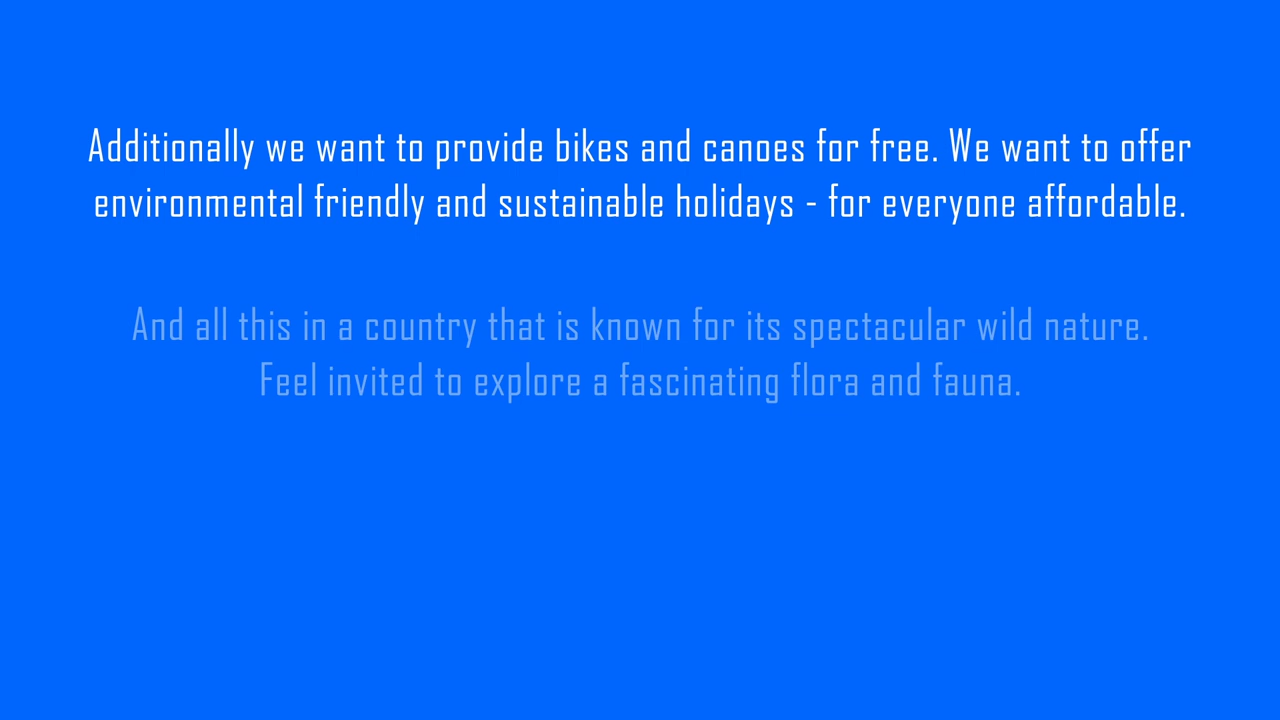 Additionally we want to provide bikes and canoes for free. We want to offer
environmental friendly and sustainable holidays - for everyone affordable.
And all this in a country that is known for its spectacular wild nature.
Feel invited to explore a fascinating flora and fauna.